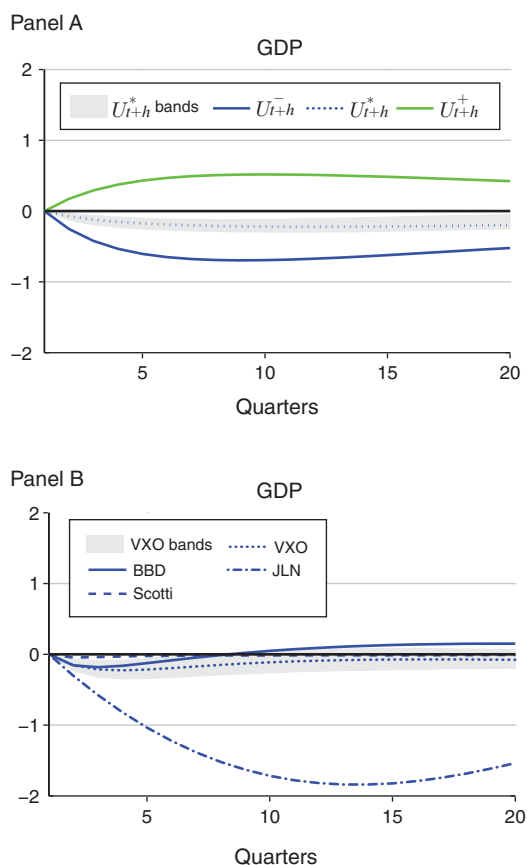 Panel A
GDP
2
U*t+h bands U−t+h U*t+h U+t+h
1
0
−1
−2
5 10 15 20
Quarters
Panel B
GDP
2
VXO bands VXO
BBD JLN
Scotti
1
0
−1
−2
5 10 15 20
Quarters